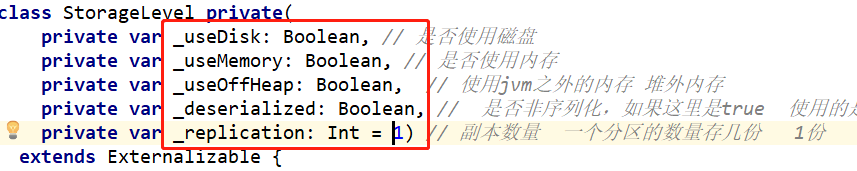 class StorageLevel private(
private var _useDisk: Boolean, // 是否使用磁盘
private var _useMemory: Boolean, // 是否使用内存
private var _useOffHeap: Boolean, // 使用jvm之外的内存 堆外内存
private var _deserialized: Boolean, // 是否非序列化，如果这里是true 使用的是
private var _replication: Int = 1) // 副本数量 一个分区的数量存几份 1份
extends Externalizable {